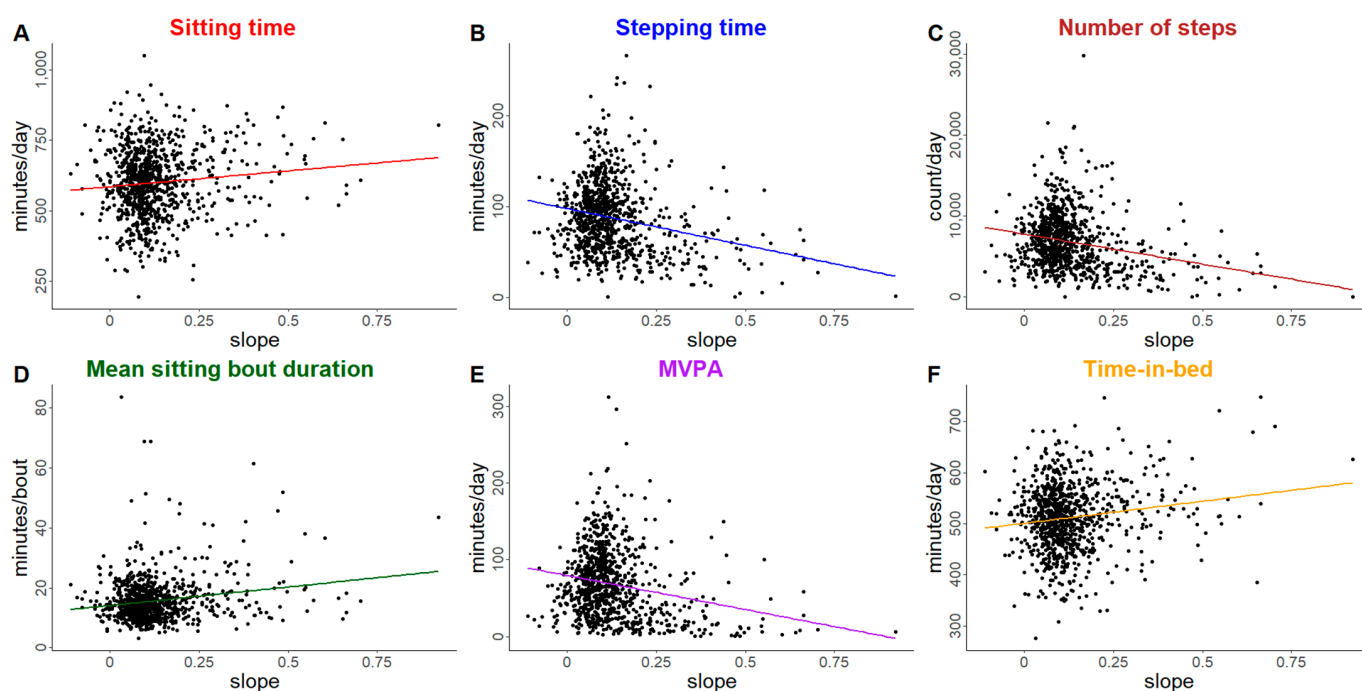 A Sitting time
minutes/day
1,000
750
500
250
0 0.25 0.5 0.75
slope
B Stepping time
minutes/day
200
100
0
0 0.25 0.5 0.75
slope
C Number of steps
count/day
30,000
20,000
10,000
0
0 0.25 0.5 0.75
slope
D Mean sitting bout duration
minutes/bout
80
60
40
20
0
0 0.25 0.5 0.75
slope
E MVPA
minutes/day
300
200
100
0
0 0.25 0.5 0.75
slope
F Time-in-bed
minutes/day
700
600
500
400
300
0 0.25 0.5 0.75
slope